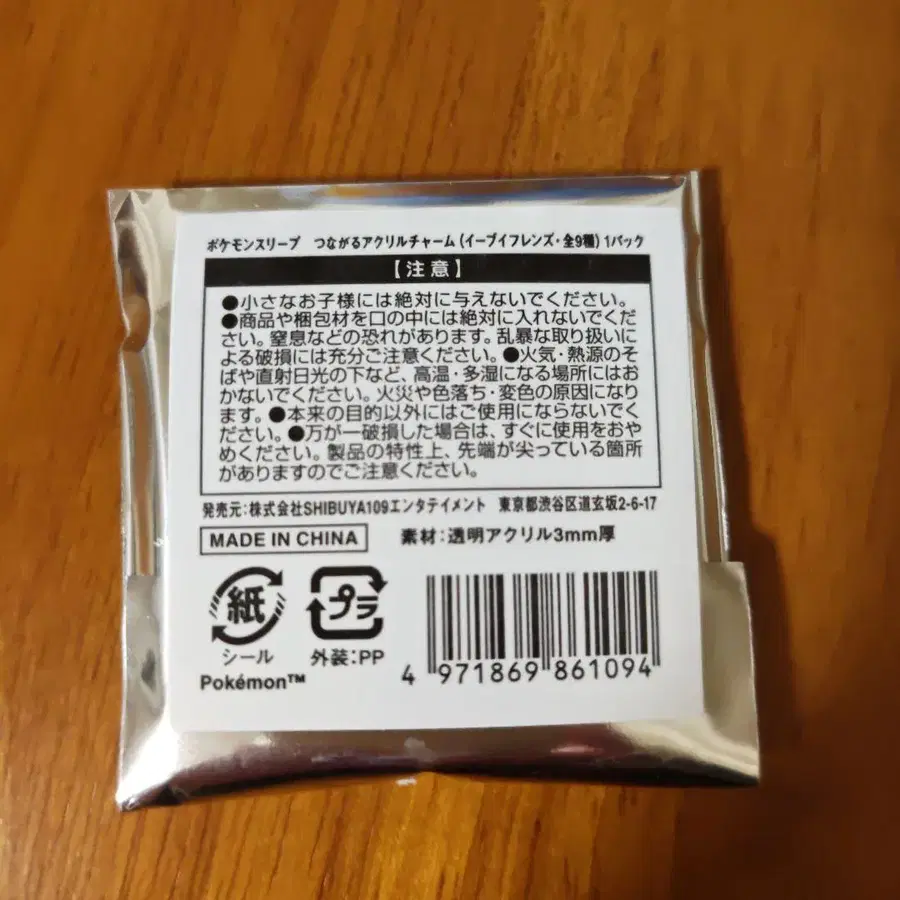 ポケモンスリープ つながるアクリルチャーム(イーブイフレンズ・全9種)1パック
【注意】
●小さなお子様には絶対に与えないでください。
●商品や梱包材を口の中には絶対に入れないでくだ
さい。窒息などの恐れがあります。乱暴な取り扱いに
よる破損には充分ご注意ください。●火気・熱源のそ
ばや直射日光の下など、高温・多湿になる場所にはお
かないでください。火災や色落ち・変色の原因になり
ます。●本来の目的以外にはご使用にならないでく
ださい。●万が一破損した場合は、すぐに使用をおや
めください。製品の特性上、先端が尖っている箇所
がありますのでご注意ください。
発売元:株式会社SHIBUYA109エンタテイメント 東京都渋谷区道玄坂2-6-17
MADE IN CHINA 素材:透明アクリル3mm厚
紙 プラ
シール 外装:PP
4 971869 861094
Pokémon™